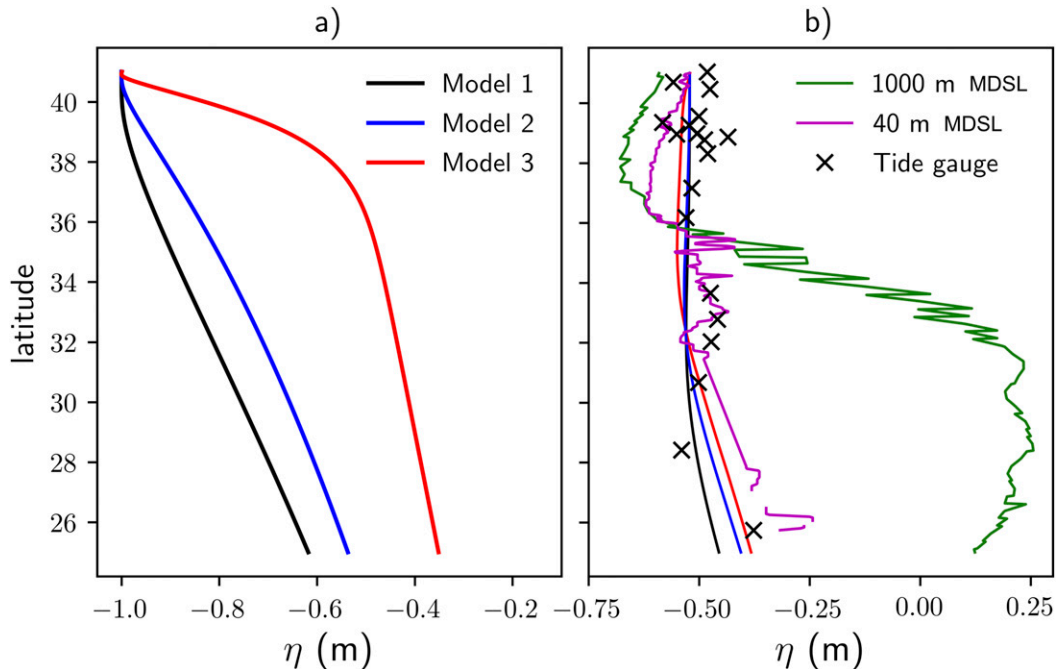 a)
b)
Model 1
Model 2
Model 3
1000 m MDSL
40 m MDSL
Tide gauge
latitude
40
38
36
34
32
30
28
26
−1.0
−0.8
−0.6
−0.4
−0.2
−0.75
−0.50
−0.25
0.00
0.25
η (m)
η (m)